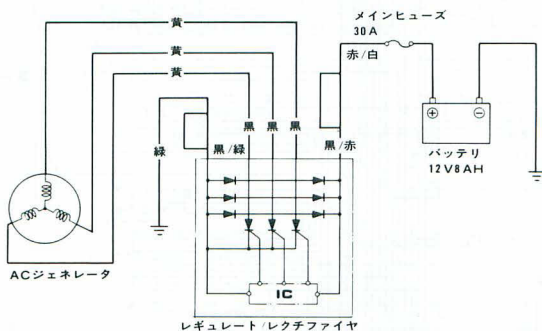 黄
黄
黄
メインヒューズ
30A
赤/白
緑
黒
黒
黒
黒/緑
黒/赤
⊕
⊖
バッテリ
12V8AH
ACジェネレータ
IC
レギュレート/レクチファイヤ